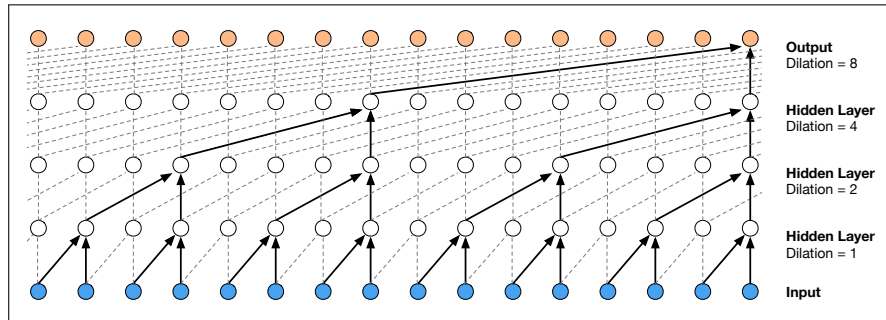 Output
Dilation = 8
Hidden Layer
Dilation = 4
Hidden Layer
Dilation = 2
Hidden Layer
Dilation = 1
Input